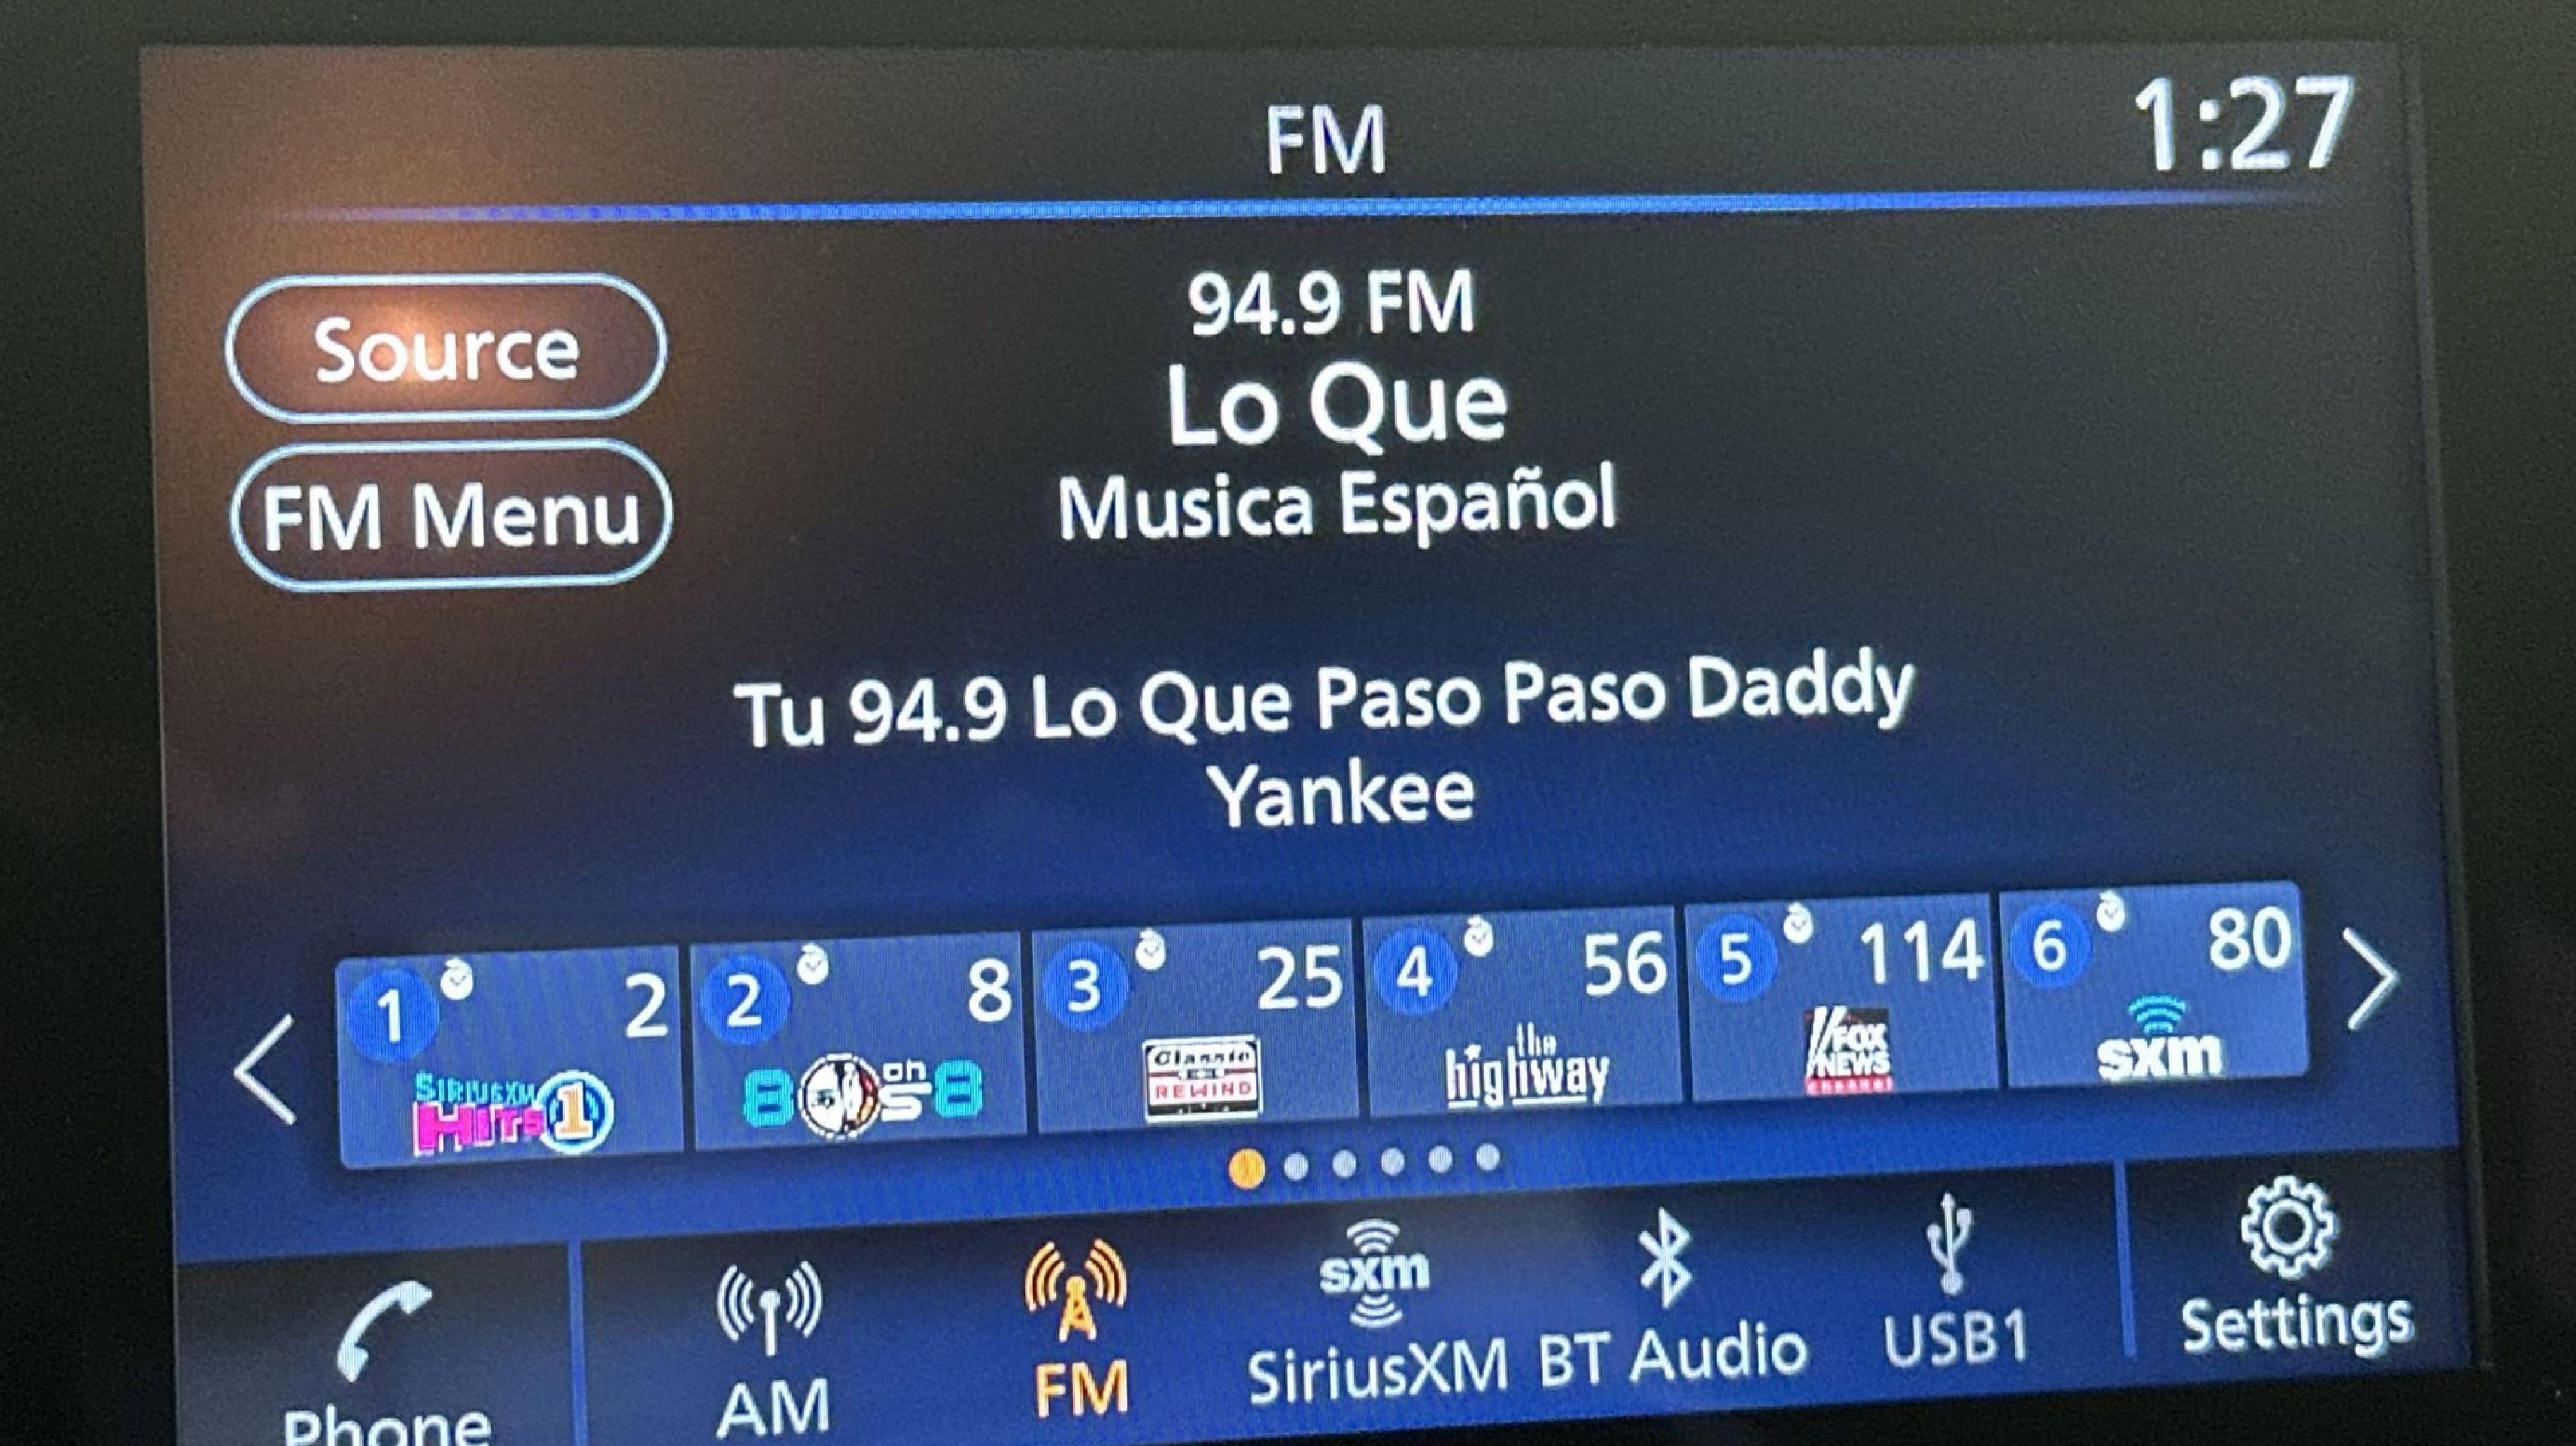 FM
1:27
Source
94.9 FM
Lo Que
FM Menu
Musica Español
Tu 94.9 Lo Que Paso Paso Daddy
Yankee
1 2
SIRIUSXM
HITS 1
2 8
80s on 8
3 25
Classic
REWIND
4 56
the
highway
5 114
FOX
NEWS
channel
6 80
sxm
Phone
AM
FM
sxm
SiriusXM
BT Audio
USB1
Settings